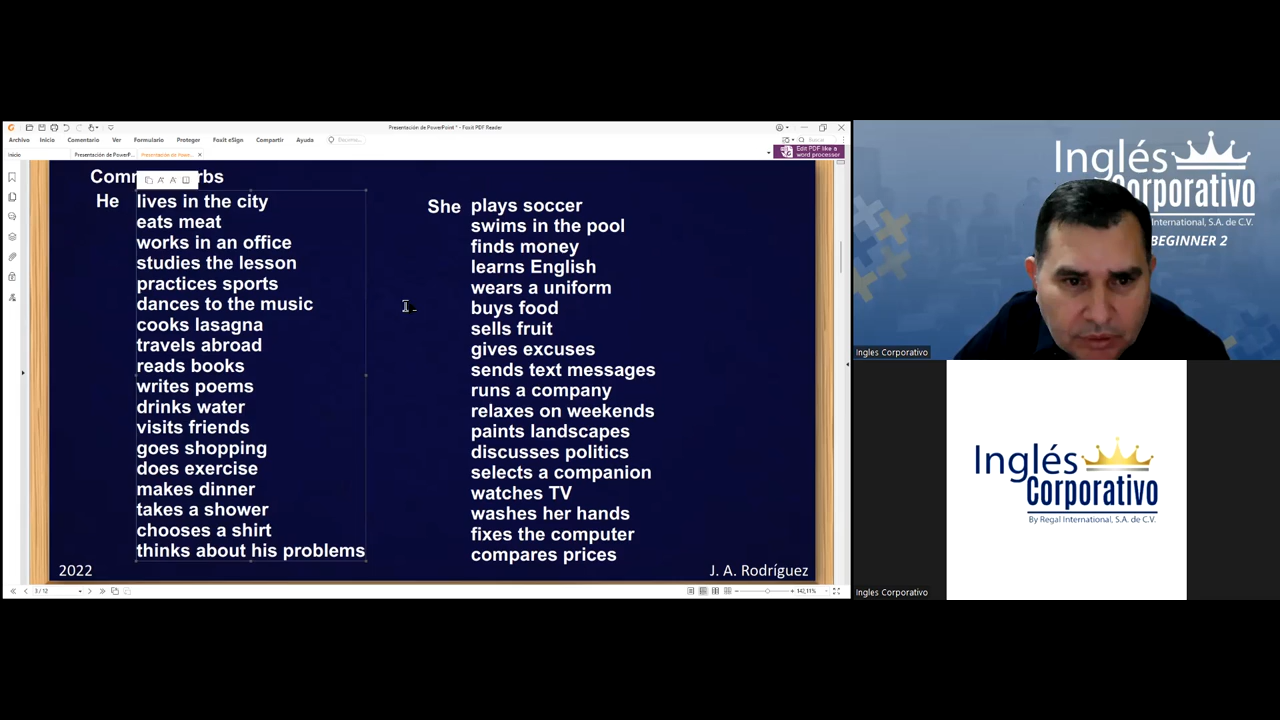 Presentación de PowerPoint * - Foxit PDF Reader
Archivo Inicio Comentario Ver Formulario Proteger Foxit eSign Compartir Ayuda
Edit PDF like a
word processor
Inicio
Presentación de PowerP...
He
lives in the city
eats meat
works in an office
studies the lesson
practices sports
dances to the music
cooks lasagna
travels abroad
reads books
writes poems
drinks water
visits friends
goes shopping
does exercise
makes dinner
takes a shower
chooses a shirt
thinks about his problems
She
plays soccer
swims in the pool
finds money
learns English
wears a uniform
buys food
sells fruit
gives excuses
sends text messages
runs a company
relaxes on weekends
paints landscapes
discusses politics
selects a companion
watches TV
washes her hands
fixes the computer
compares prices
2022
J. A. Rodríguez
3 / 12
Inglés
Corporativo
International, S.A. de C.V.
BEGINNER 2
Ingles Corporativo
Inglés
Corporativo
By Regal International, S.A. de C.V.
Ingles Corporativo